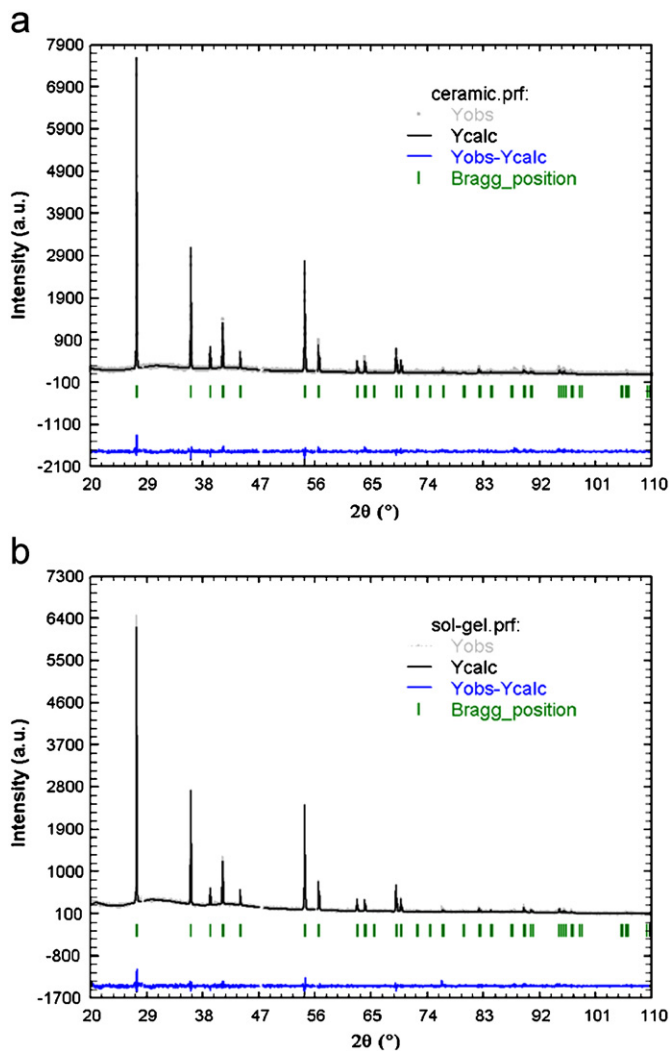 a
7900
6900
5900
4900
3900
2900
1900
900
-100
-1100
-2100
Intensity (a.u.)
ceramic.prf:
Yobs
Ycalc
Yobs-Ycalc
Bragg_position
20 29 38 47 56 65 74 83 92 101 110
2θ (°)
b
7300
6400
5500
4600
3700
2800
1900
1000
100
-800
-1700
Intensity (a.u.)
sol-gel.prf:
Yobs
Ycalc
Yobs-Ycalc
Bragg_position
20 29 38 47 56 65 74 83 92 101 110
2θ (°)